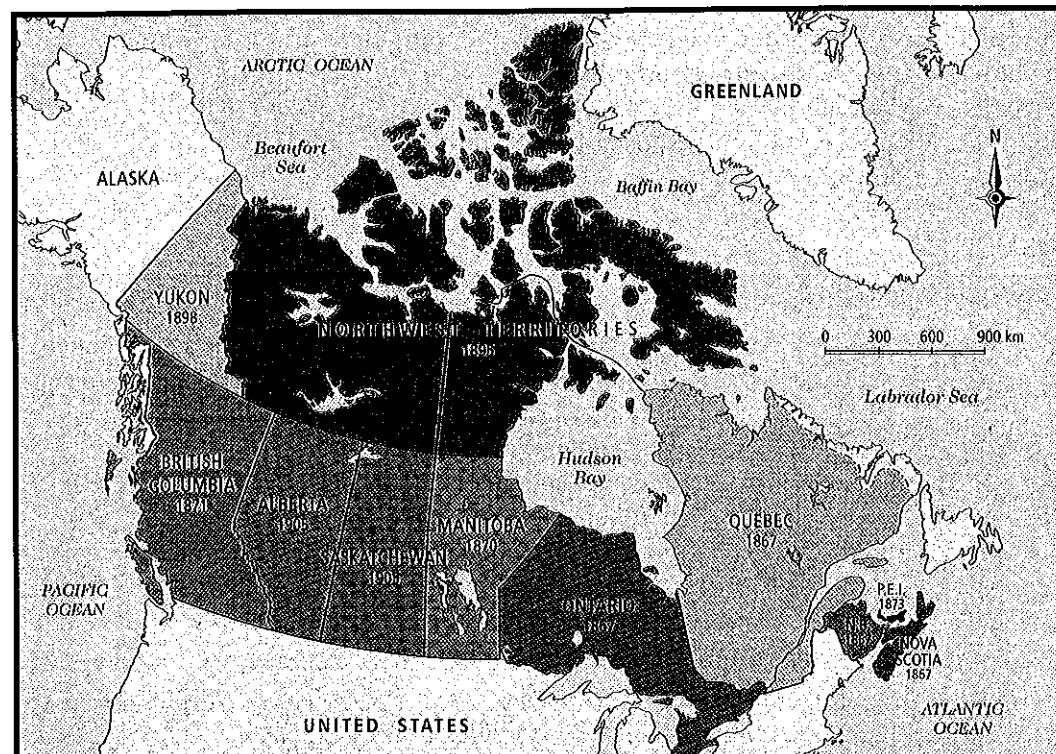 ARCTIC OCEAN
GREENLAND
Beaufort
Sea
ALASKA
Baffin Bay
N
YUKON
1898
NORTHWEST TERRITORIES
0 300 600 900 km
Labrador Sea
BRITISH
COLUMBIA
1871
ALBERTA
1905
Hudson
Bay
MANITOBA
1870
QUEBEC
1867
SASKATCHEWAN
1905
PACIFIC
OCEAN
ONTARIO
1867
P.E.I.
1873
NOVA
SCOTIA
1867
UNITED STATES
ATLANTIC
OCEAN